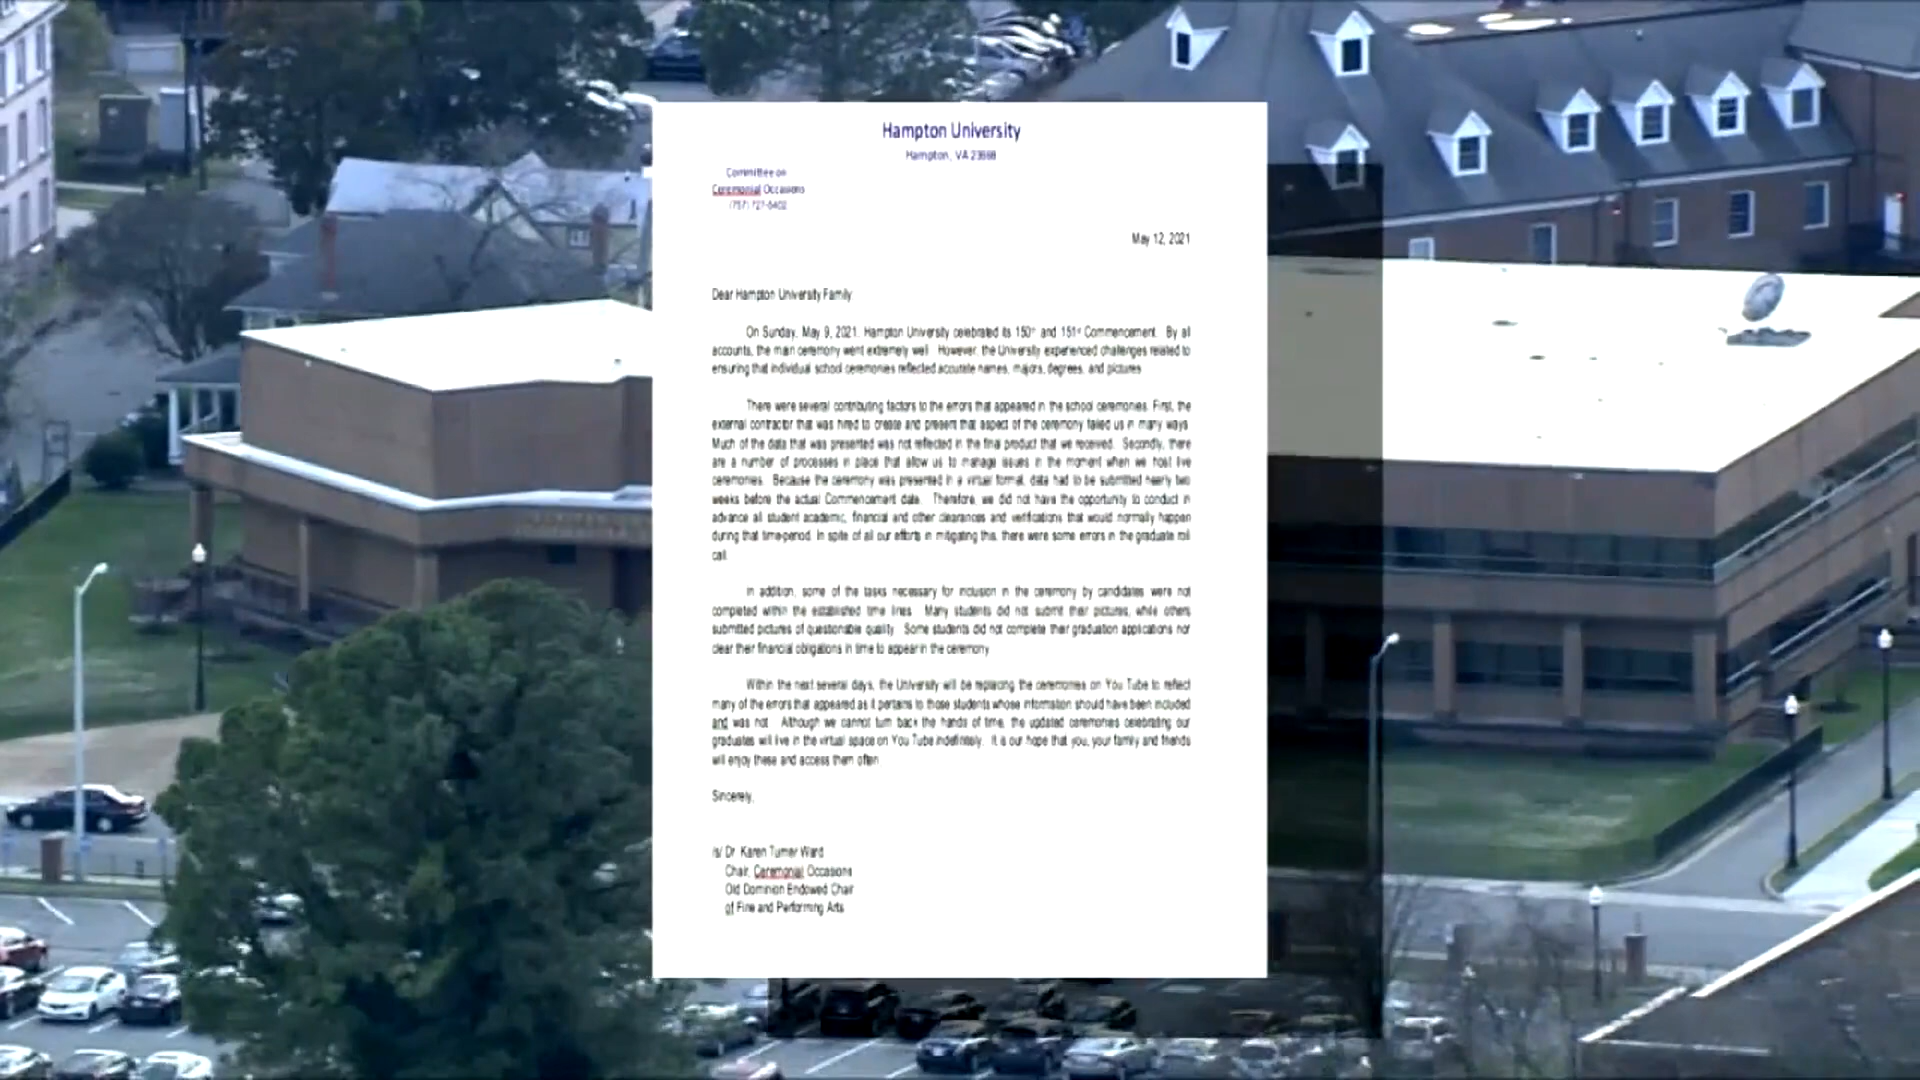 Hampton University
Hampton, VA 23668
Committee on
Ceremonial Occasions
(757) 727-5402
May 12, 2021
Dear Hampton University Family
On Sunday, May 9, 2021, Hampton University celebrated its 150th and 151st Commencement. By all
accounts, the main ceremony went extremely well. However, the University experienced challenges related to
ensuring that individual school ceremonies reflected accurate names, majors, degrees, and pictures
There were several contributing factors to the errors that appeared in the school ceremonies. First, the
external contractor that was hired to create and present that aspect of the ceremony failed us in many ways.
Much of the data that was presented was not reflected in the final product that we received. Secondly, there
are a number of processes in place that allow us to manage issues in the moment when we host live
ceremonies. Because the ceremony was presented in a virtual format, data had to be submitted nearly two
weeks before the actual Commencement date. Therefore, we did not have the opportunity to conduct in
advance all student academic, financial and other clearances and verifications that would normally happen
during that time-period. In spite of all our efforts in mitigating this, there were some errors in the graduate roll
call.
In addition, some of the tasks necessary for inclusion in the ceremony by candidates were not
completed within the established time lines. Many students did not submit their pictures, while others
submitted pictures of questionable quality. Some students did not complete their graduation applications nor
clear their financial obligations in time to appear in the ceremony
Within the next several days, the University will be replacing the ceremonies on You Tube to reflect
many of the errors that appeared as it pertains to those students whose information should have been included
and was not. Although we cannot turn back the hands of time, the updated ceremonies celebrating our
graduates will live in the virtual space on You Tube indefinitely. It is our hope that you, your family and friends
will enjoy these and access them often
Sincerely,
/s/ Dr. Karen Turner Ward
Chair, Ceremonial Occasions
Old Dominion Endowed Chair
of Fine and Performing Arts